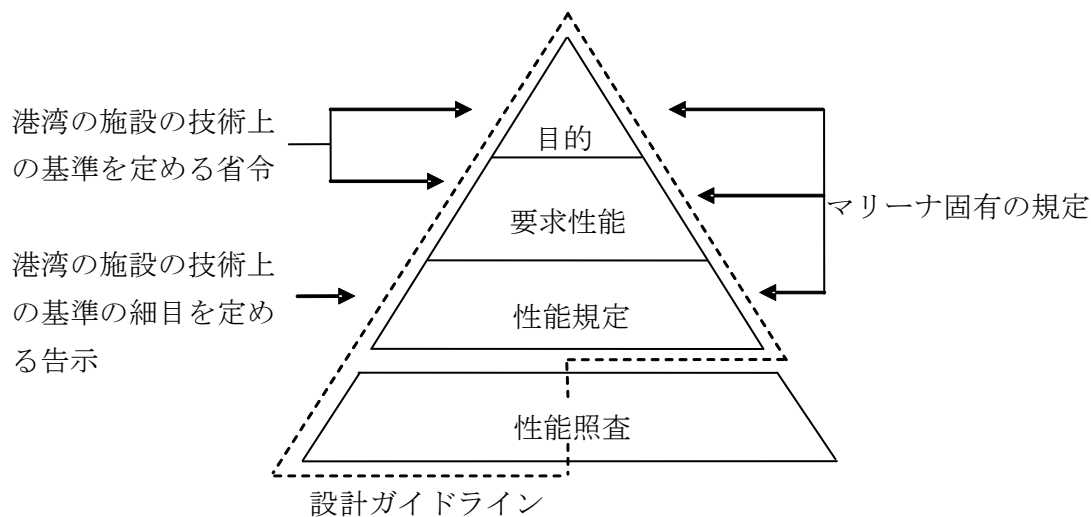 港湾の施設の技術上
の基準を定める省令
目的
要求性能
マリーナ固有の規定
港湾の施設の技術上
の基準の細目を定め
る告示
性能規定
性能照査
設計ガイドライン